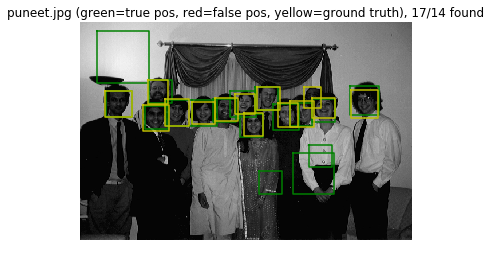 puneet.jpg (green=true pos, red=false pos, yellow=ground truth), 17/14 found